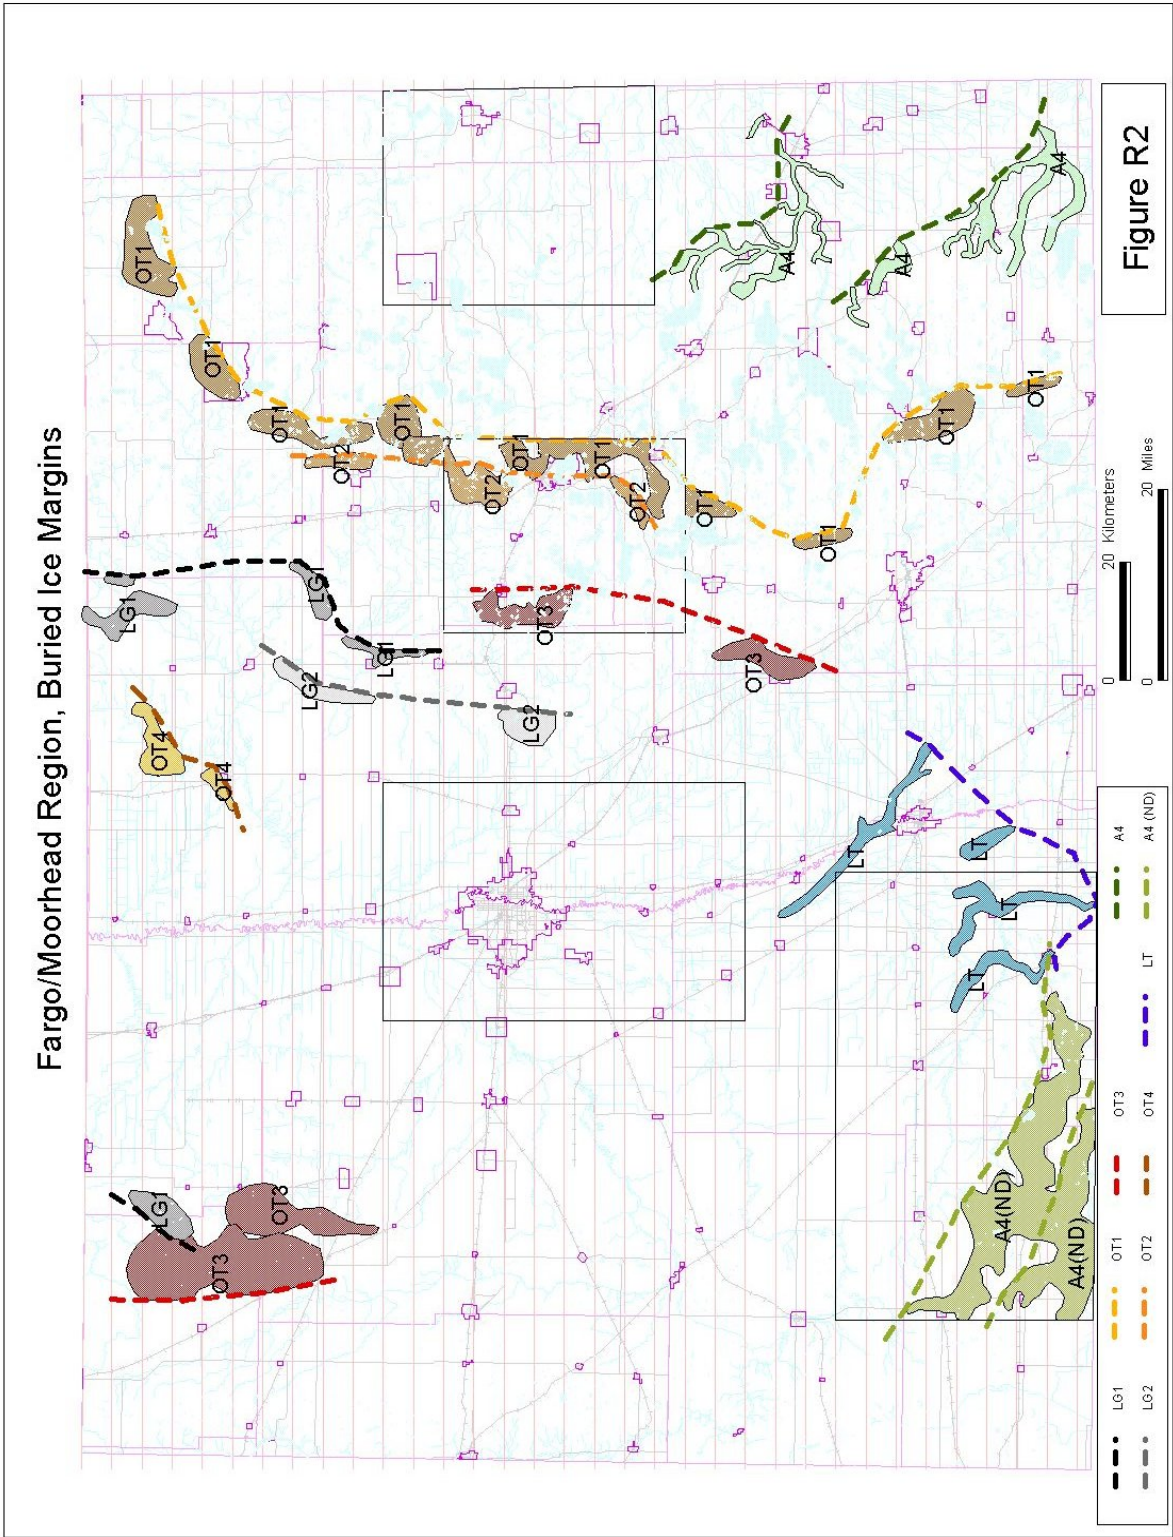 Fargo/Moorhead Region, Buried Ice Margins
LG1
OT1
LG1
OT4
OT1
OT3
OT4
OT3
OT1
LG2
LG1
OT2
LG1
OT1
OT2
OT1
LG2
OT3
OT1
OT2
OT1
OT3
A4
OT1
LT
A4
OT1
LT
LT
A4(ND)
LT
OT1
A4
A4(ND)
0 20 Kilometers
0 20 Miles
LG1 OT1 OT3 LT A4
LG2 OT2 OT4 A4 (ND)
Figure R2